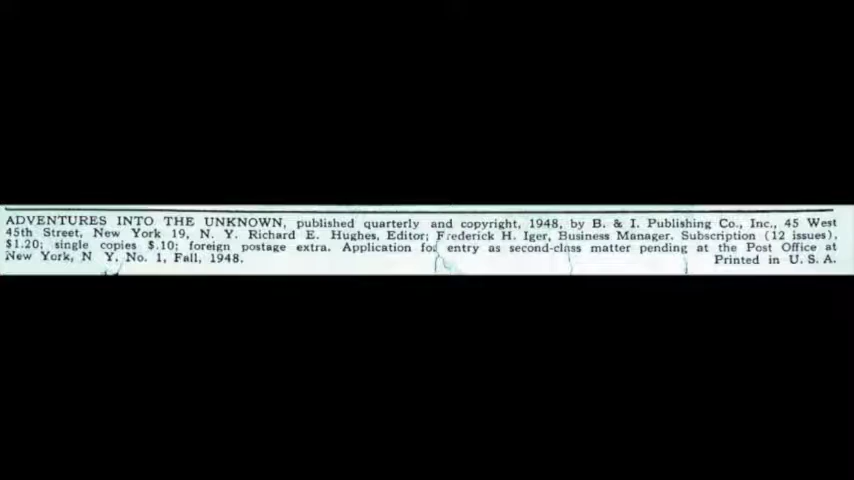 ADVENTURES INTO THE UNKNOWN, published quarterly and copyright, 1948, by B. & I. Publishing Co., Inc., 45 West
45th Street, New York 19, N. Y. Richard E. Hughes, Editor; Frederick H. Iger, Business Manager. Subscription (12 issues),
$1.20; single copies $.10; foreign postage extra. Application for entry as second-class matter pending at the Post Office at
New York, N Y. No. 1, Fall, 1948. Printed in U. S. A.